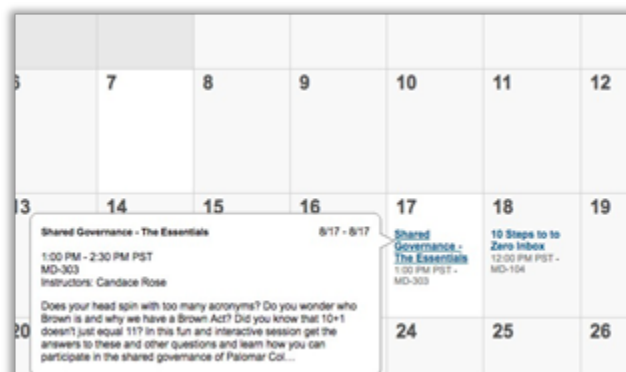 6 7 8 9 10 11 12
13 14 15 16 17 18 19
Shared Governance - The Essentials 8/17 - 8/17
1:00 PM - 2:30 PM PST
MD-303
Instructors: Candace Rose
Does your head spin with too many acronyms? Do you wonder who
Brown is and why we have a Brown Act? Did you know that 10+1
doesn't just equal 11? In this fun and interactive session get the
answers to these and other questions and learn how you can
participate in the shared governance of Palomar Col...
Shared
Governance -
The Essentials
1:00 PM PST -
MD-303
10 Steps to to
Zero Inbox
12:00 PM PST -
MD-104
20 24 25 26